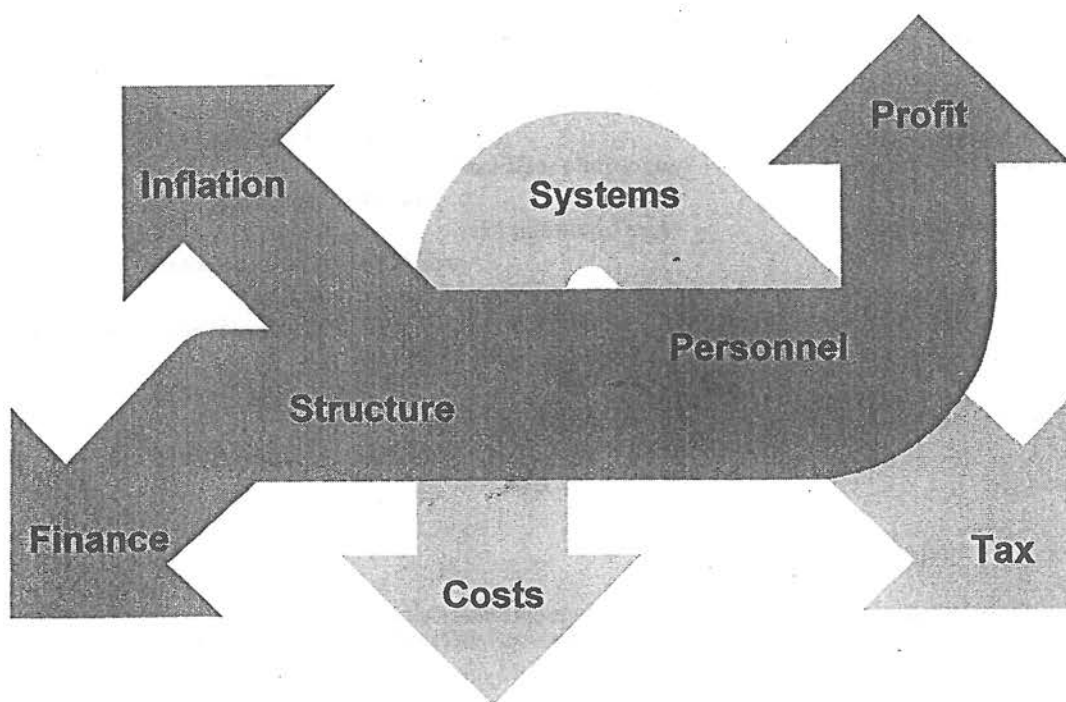 Profit
Inflation
Systems
Personnel
Structure
Finance
Tax
Costs